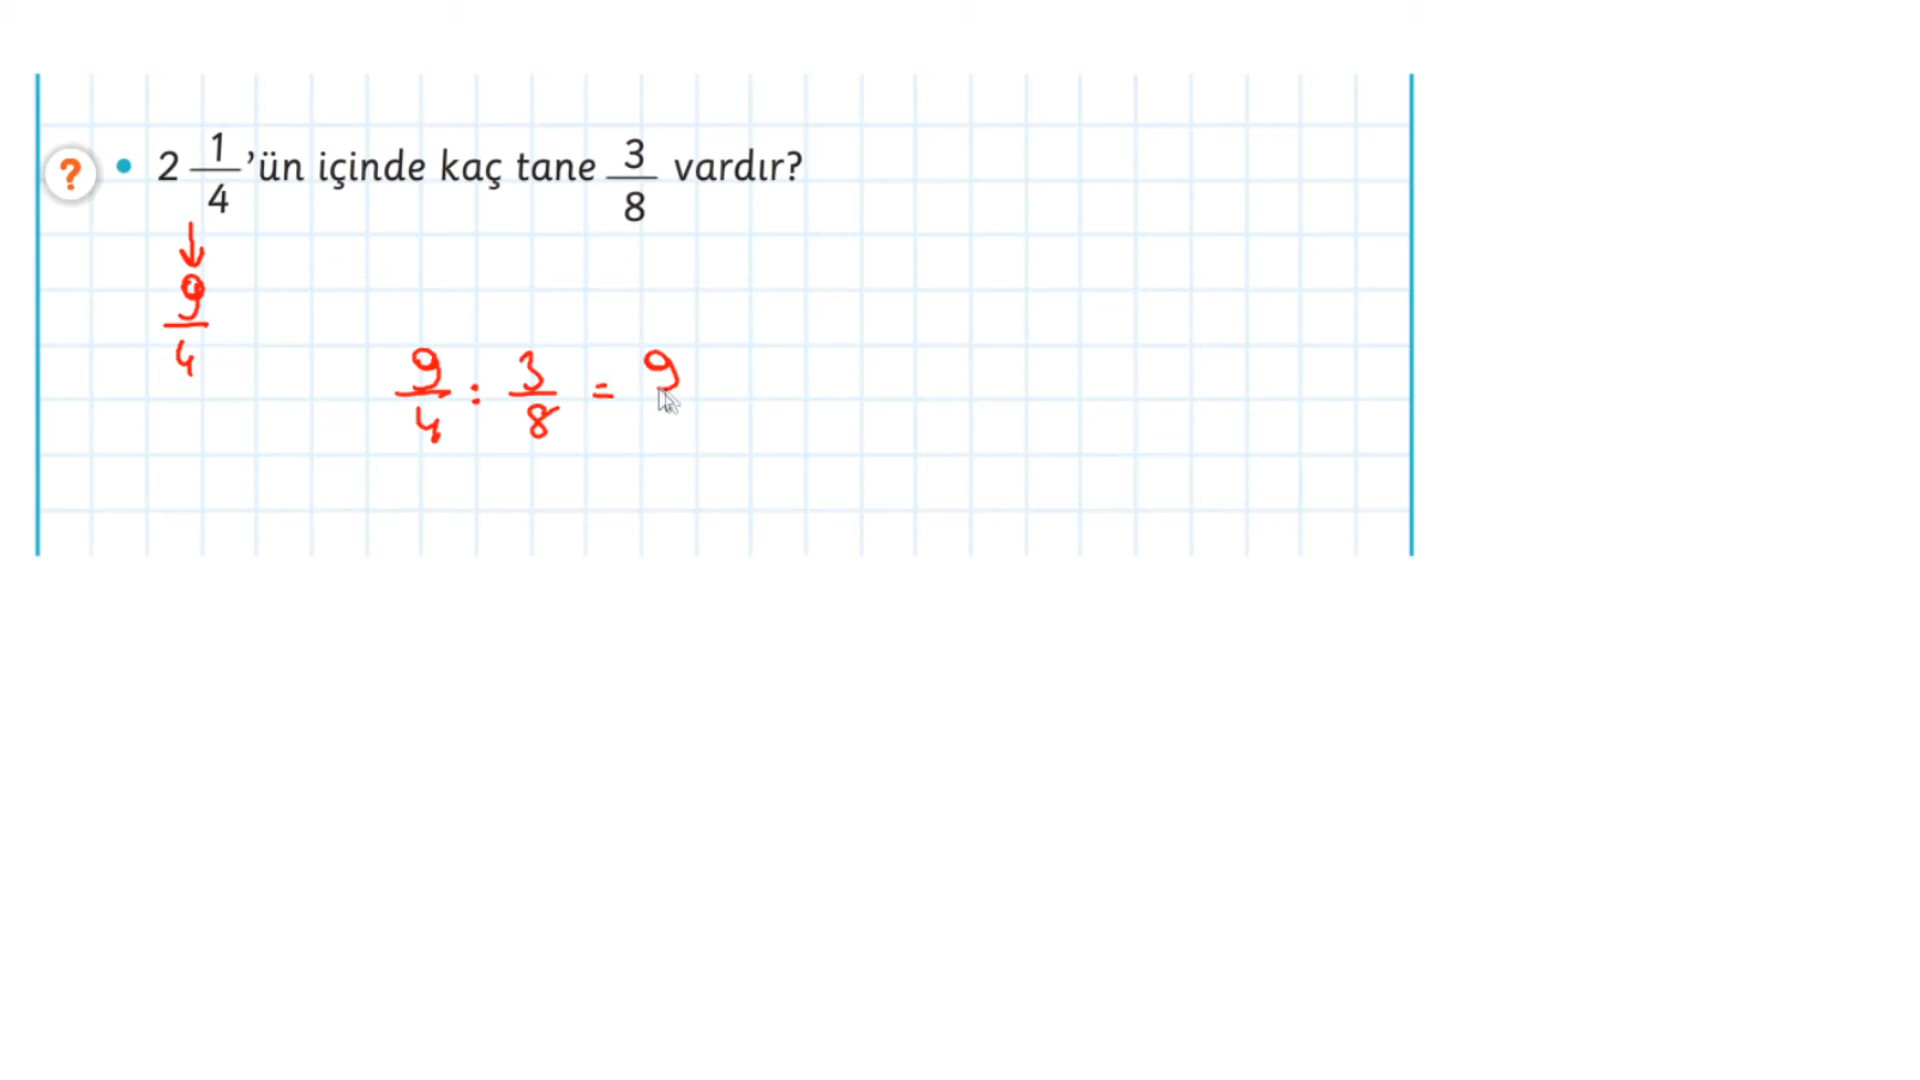 ? • 2 1/4'ün içinde kaç tane 3/8 vardır?
9/4
9/4 : 3/8 = 9